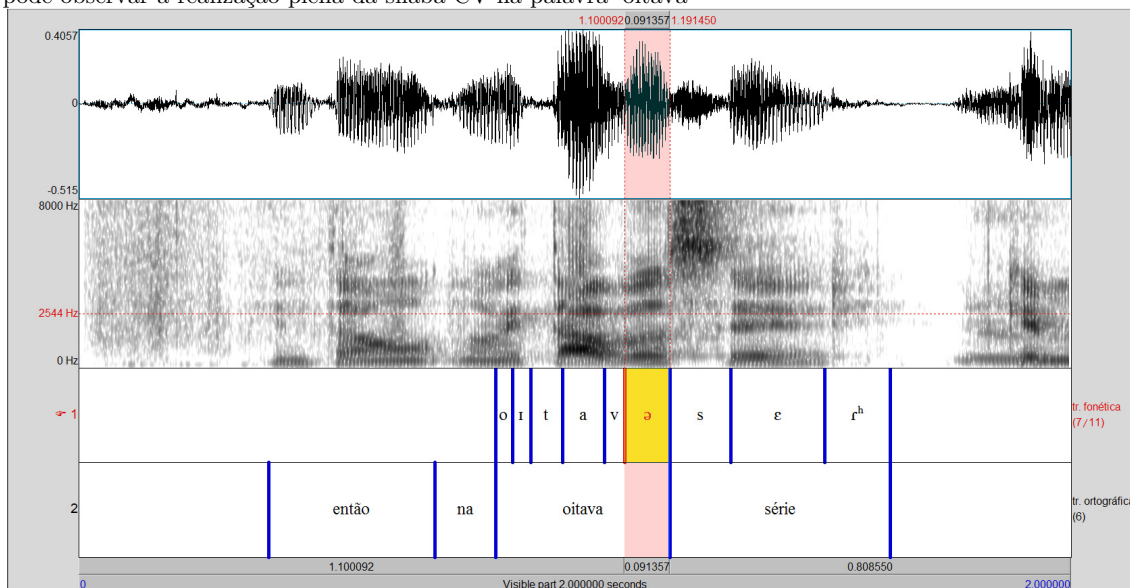 pode observar a realização plena da sílaba CV na palavra "oitava"
1.100092 0.091357 1.191450
0.4057
0
-0.515
8000 Hz
2544 Hz
0 Hz
☞ 1 o ɪ t a v ə s ɛ ɾʰ tr. fonética
(7/11)
2 então na oitava série tr. ortográfica
(6)
1.100092 0.091357 0.808550
0 Visible part 2.000000 seconds 2.000000